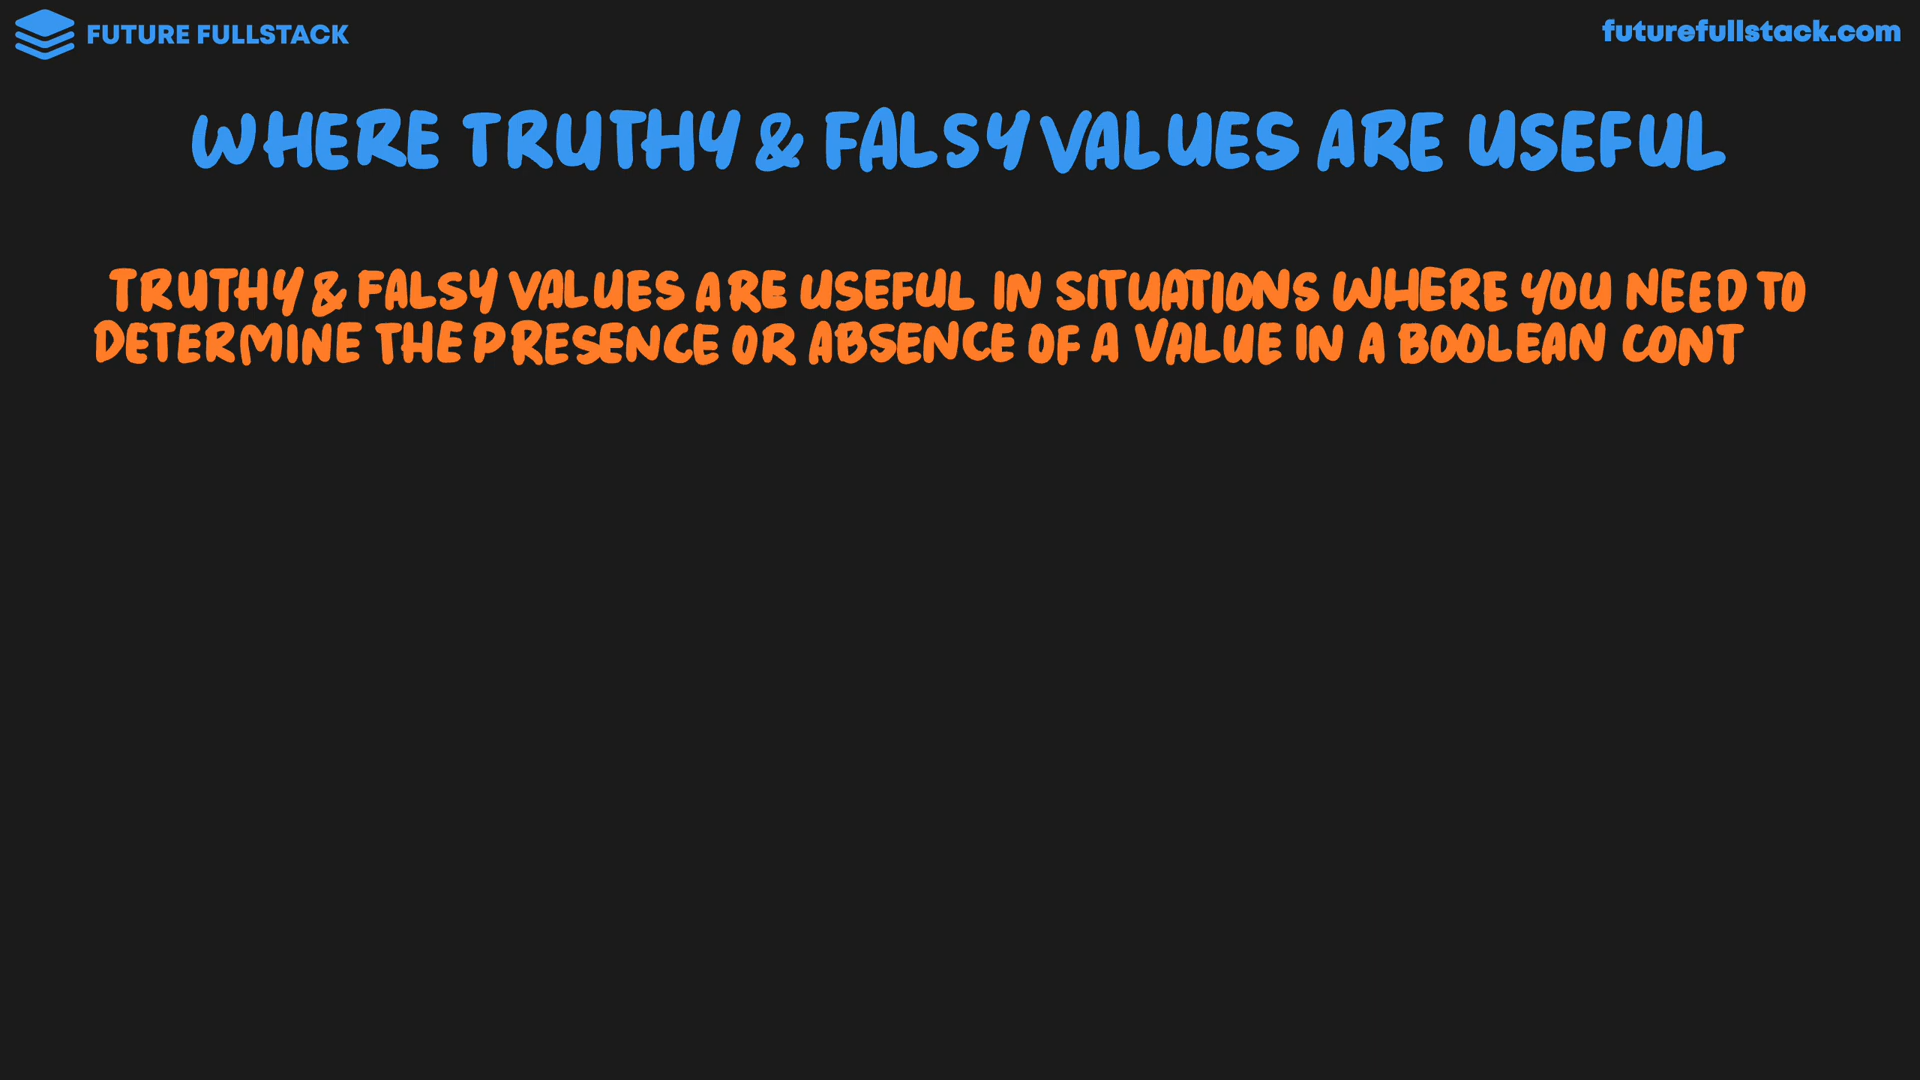 FUTURE FULLSTACK
futurefullstack.com
WHERE TRUTHY & FALSY VALUES ARE USEFUL
TRUTHY & FALSY VALUES ARE USEFUL IN SITUATIONS WHERE YOU NEED TO
DETERMINE THE PRESENCE OR ABSENCE OF A VALUE IN A BOOLEAN CONT